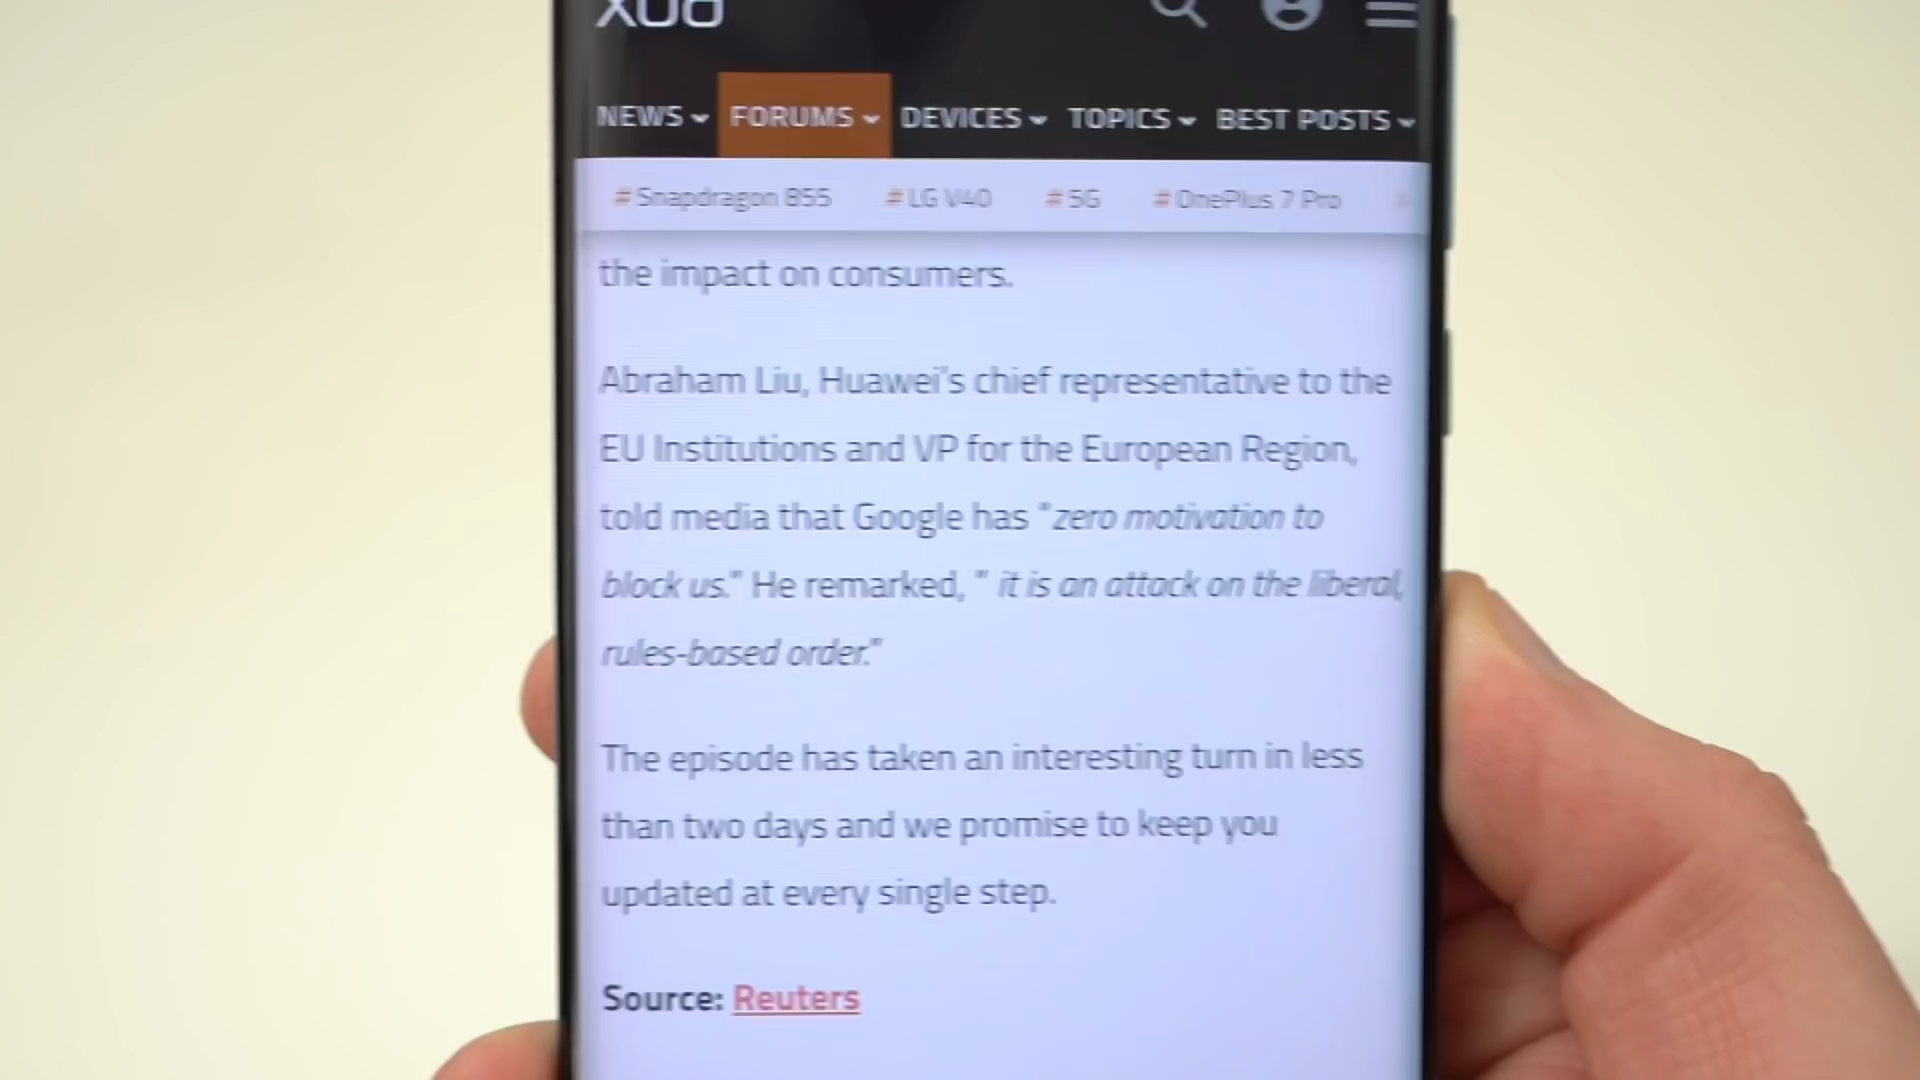 xda
NEWS FORUMS DEVICES TOPICS BEST POSTS
#Snapdragon 855 #LG V40 #5G #OnePlus 7 Pro #
the impact on consumers.
Abraham Liu, Huawei's chief representative to the
EU Institutions and VP for the European Region,
told media that Google has "zero motivation to
block us." He remarked, " it is an attack on the liberal,
rules-based order."
The episode has taken an interesting turn in less
than two days and we promise to keep you
updated at every single step.
Source: Reuters